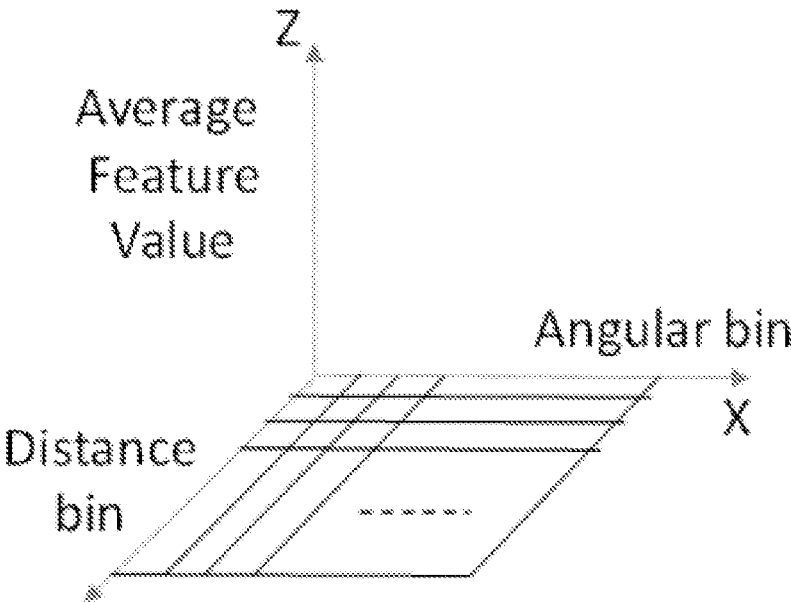 Z
Average
Feature
Value
Angular bin
X
Distance
bin